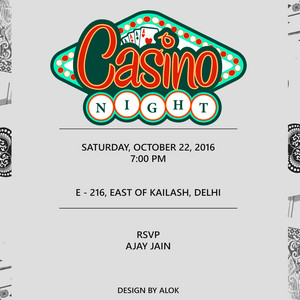 Casino
NIGHT
SATURDAY, OCTOBER 22, 2016
7:00 PM
E - 216, EAST OF KAILASH, DELHI
RSVP
AJAY JAIN
DESIGN BY ALOK